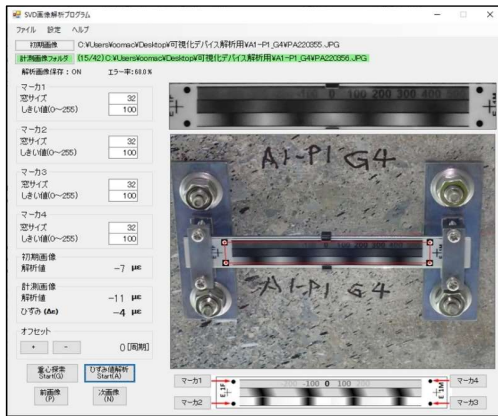 SVD画像解析プログラム
ファイル 設定 ヘルプ
初期画像 C:¥Users¥oomac¥Desktop¥可視化デバイス解析用¥A1-P1_G4¥PA220355.JPG
計測画像フォルダ (15/42) C:¥Users¥oomac¥Desktop¥可視化デバイス解析用¥A1-P1_G4¥PA220356.JPG
解析画像保存：ON エラー率：68.0%
マーカ1
窓サイズ 32
しきい値(0～255) 100
マーカ2
窓サイズ 32
しきい値(0～255) 100
マーカ3
窓サイズ 32
しきい値(0～255) 100
マーカ4
窓サイズ 32
しきい値(0～255) 100
初期画像
解析値 -7 με
計測画像
解析値 -11 με
ひずみ (Δε) -4 με
オフセット
+ - 0 [周期]
重心探索 Start(G)
ひずみ値解析 Start(A)
前画像 (P)
次画像 (N)
-100 0 100 200 300 400
A1-P1 G4
A1-P1 G4
マーカ1 -200 -100 0 100 200 マーカ4
マーカ2 マーカ3